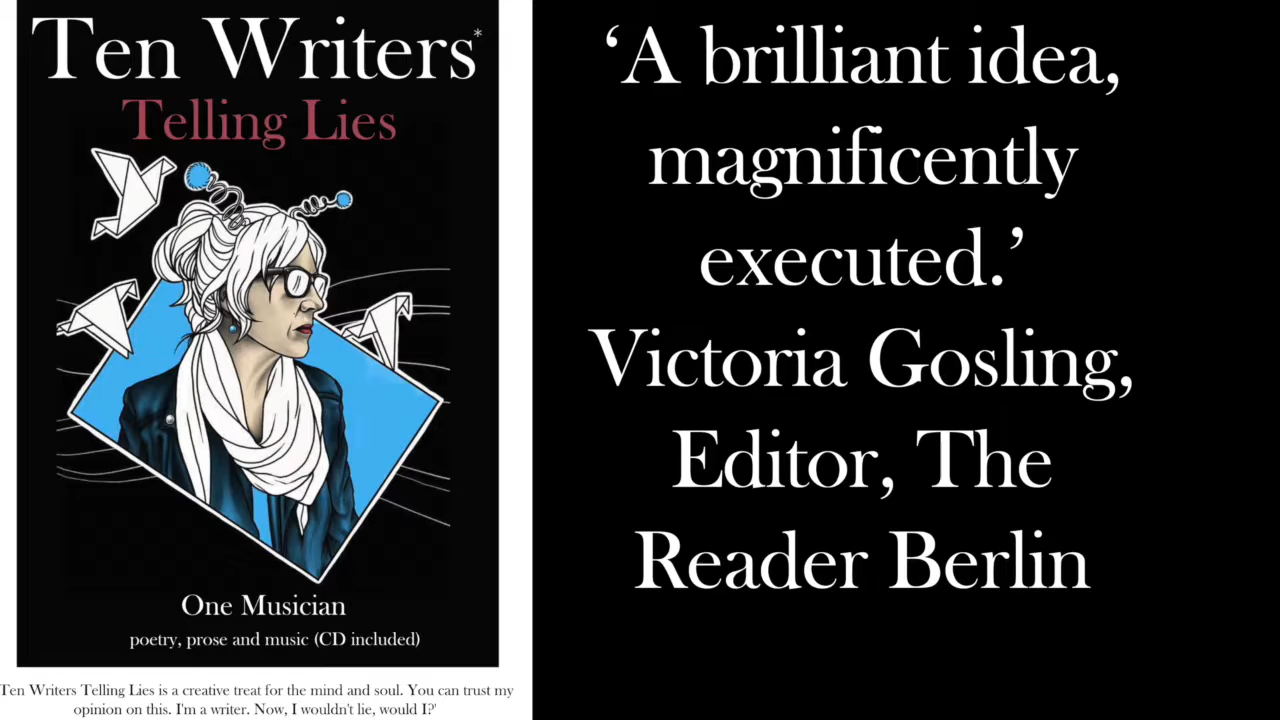 Ten Writers*
Telling Lies
One Musician
poetry, prose and music (CD included)
Ten Writers Telling Lies is a creative treat for the mind and soul. You can trust my
opinion on this. I'm a writer. Now, I wouldn't lie, would I?'
‘A brilliant idea,
magnificently
executed.’
Victoria Gosling,
Editor, The
Reader Berlin